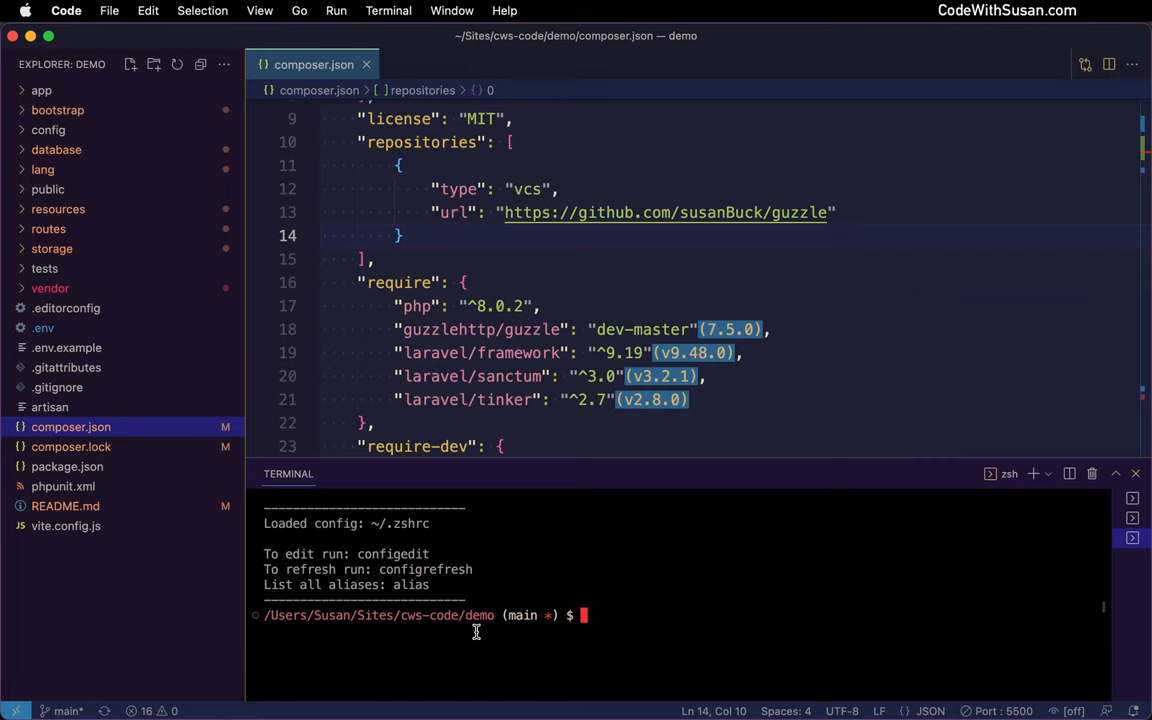 Code File Edit Selection View Go Run Terminal Window Help CodeWithSusan.com
~/Sites/cws-code/demo/composer.json — demo
EXPLORER: DEMO
composer.json
composer.json > [ ] repositories > {} 0
app
bootstrap
config
database
lang
public
resources
routes
storage
tests
vendor
.editorconfig
.env
.env.example
.gitattributes
.gitignore
artisan
composer.json M
composer.lock M
package.json
phpunit.xml
README.md M
vite.config.js
9 "license": "MIT",
10 "repositories": [
11 {
12 "type": "vcs",
13 "url": "https://github.com/susanBuck/guzzle"
14 }
15 ],
16 "require": {
17 "php": "^8.0.2",
18 "guzzlehttp/guzzle": "dev-master"(7.5.0),
19 "laravel/framework": "^9.19"(v9.48.0),
20 "laravel/sanctum": "^3.0"(v3.2.1),
21 "laravel/tinker": "^2.7"(v2.8.0)
22 },
23 "require-dev": {
TERMINAL
zsh
---------------------------
Loaded config: ~/.zshrc
To edit run: configedit
To refresh run: configrefresh
List all aliases: alias
---------------------------
/Users/Susan/Sites/cws-code/demo (main *) $
main* 16 0 Ln 14, Col 10 Spaces: 4 UTF-8 LF {} JSON Port : 5500 [off]